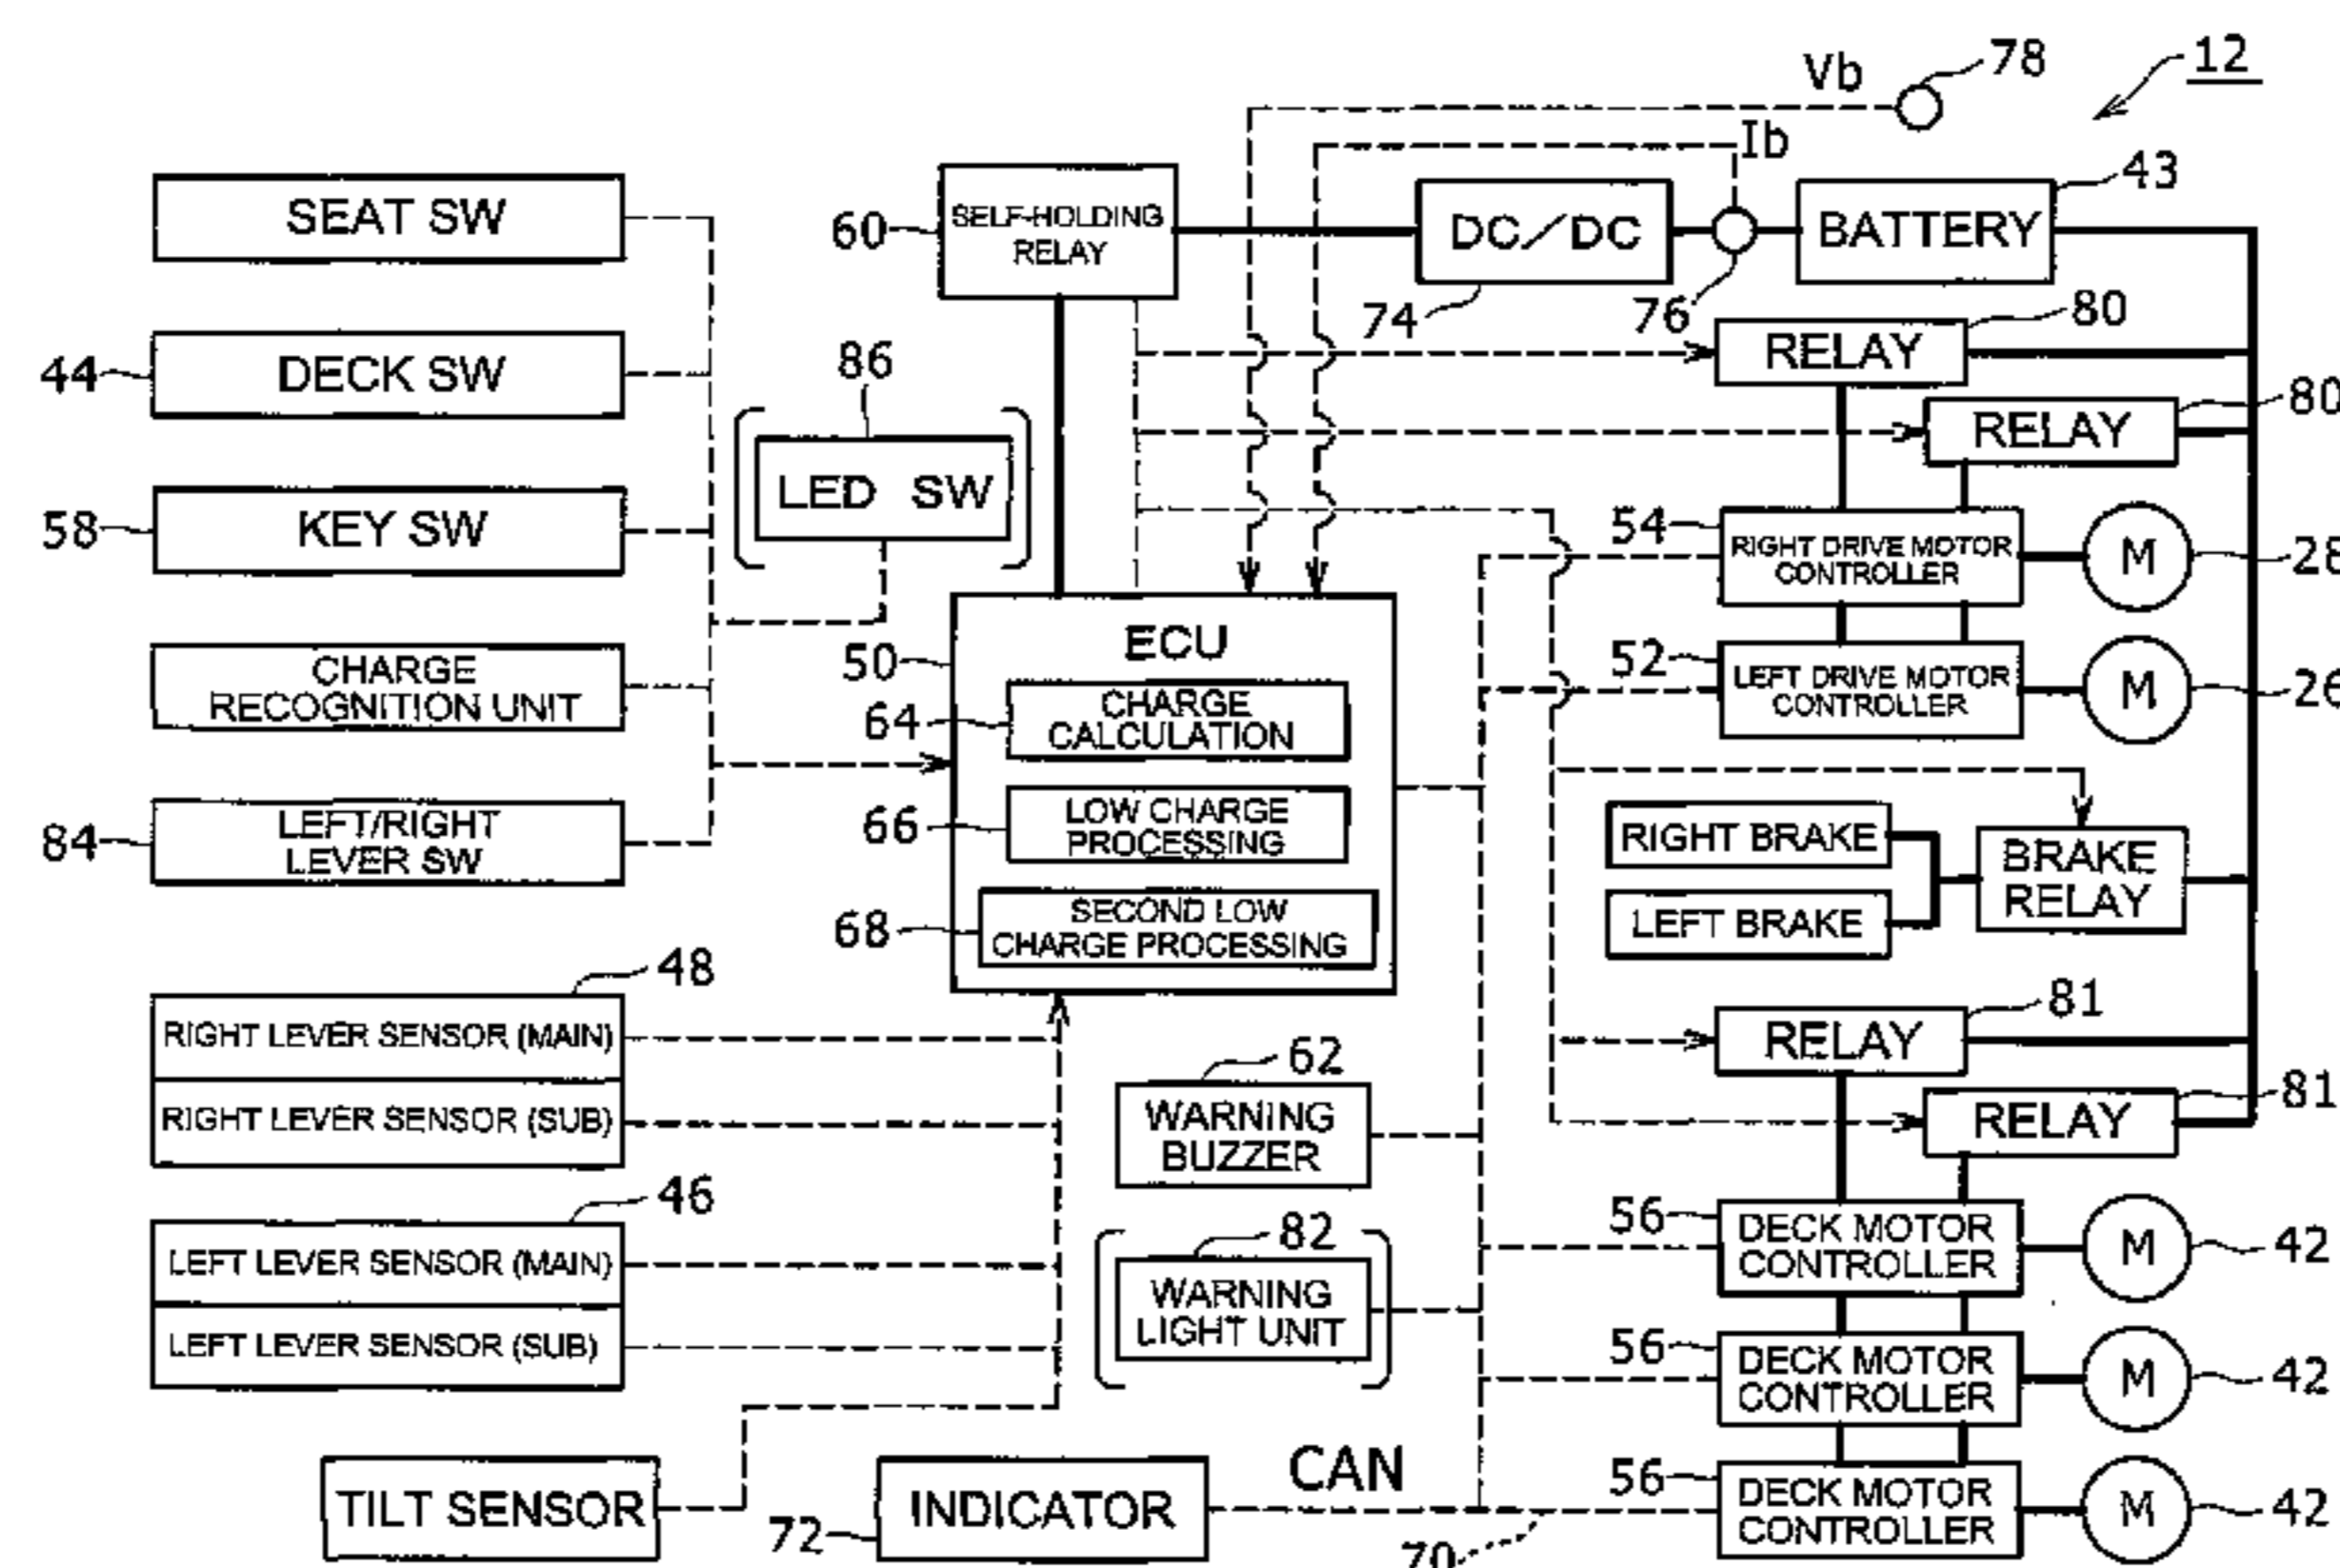 Vb
78
12
Ib
43
SEAT SW
60
SELF-HOLDING
RELAY
DC/DC
BATTERY
74
76
80
RELAY
44
DECK SW
86
80
RELAY
LED SW
58
KEY SW
54
RIGHT DRIVE MOTOR
CONTROLLER
M
28
CHARGE
RECOGNITION UNIT
50
ECU
52
LEFT DRIVE MOTOR
CONTROLLER
M
26
64
CHARGE
CALCULATION
84
LEFT/RIGHT
LEVER SW
66
LOW CHARGE
PROCESSING
RIGHT BRAKE
LEFT BRAKE
BRAKE
RELAY
68
SECOND LOW
CHARGE PROCESSING
48
RIGHT LEVER SENSOR (MAIN)
RIGHT LEVER SENSOR (SUB)
81
RELAY
81
RELAY
62
WARNING
BUZZER
46
LEFT LEVER SENSOR (MAIN)
LEFT LEVER SENSOR (SUB)
82
WARNING
LIGHT UNIT
56
DECK MOTOR
CONTROLLER
M
42
56
DECK MOTOR
CONTROLLER
M
42
TILT SENSOR
72
INDICATOR
CAN
70
56
DECK MOTOR
CONTROLLER
M
42